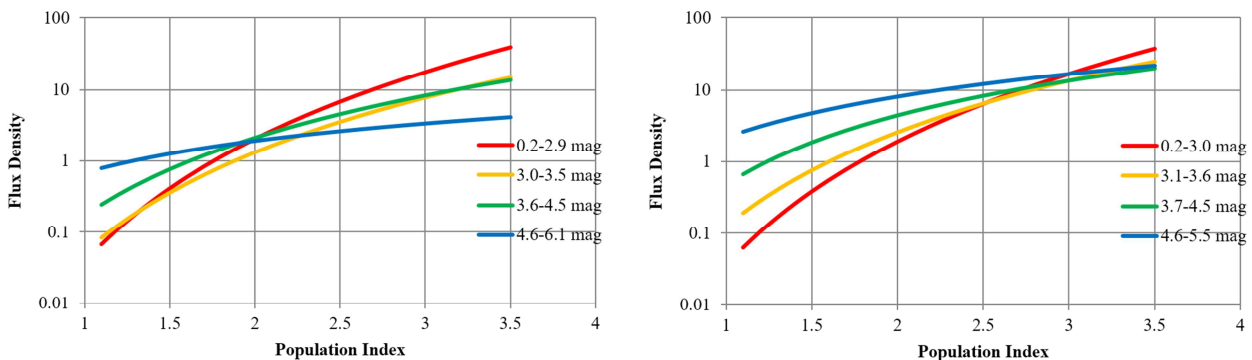 100
10
1
0.1
0.01
Flux Density
1
1.5
2
2.5
3
3.5
4
Population Index
0.2-2.9 mag
3.0-3.5 mag
3.6-4.5 mag
4.6-6.1 mag
100
10
1
0.1
0.01
Flux Density
1
1.5
2
2.5
3
3.5
4
Population Index
0.2-3.0 mag
3.1-3.6 mag
3.7-4.5 mag
4.6-5.5 mag